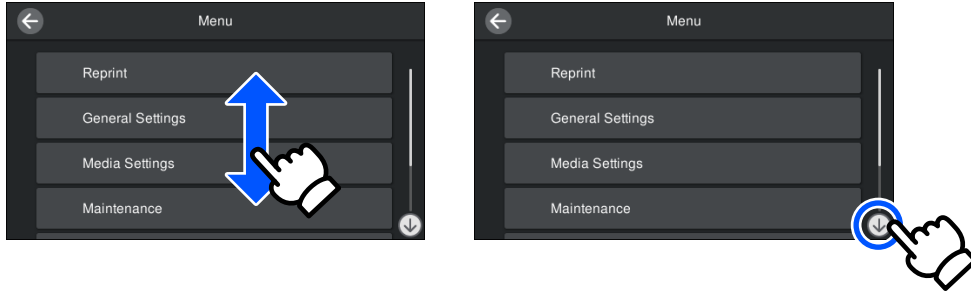 Menu
Reprint
General Settings
Media Settings
Maintenance
Menu
Reprint
General Settings
Media Settings
Maintenance